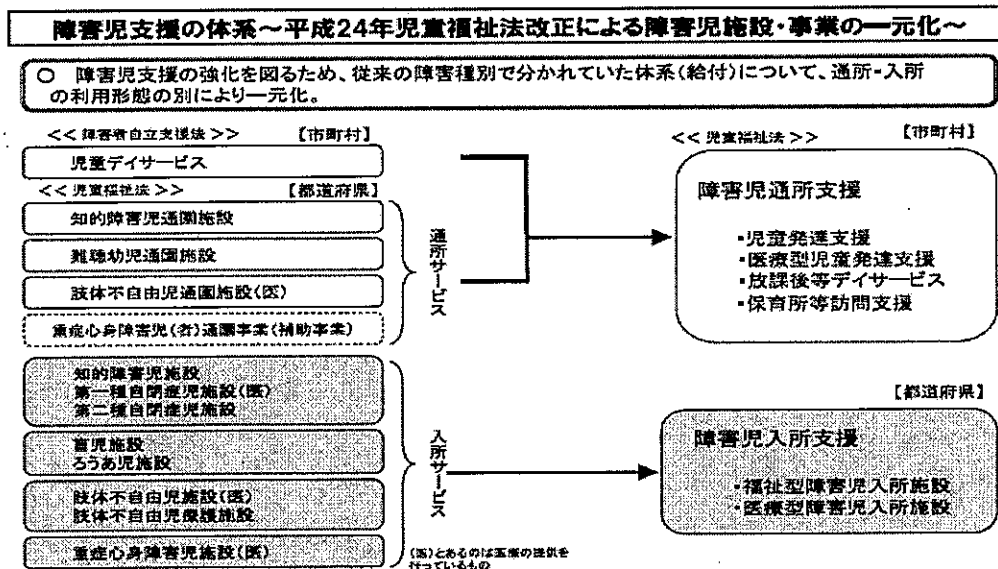 障害児支援の体系～平成24年児童福祉法改正による障害児施設・事業の一元化～
○　障害児支援の強化を図るため、従来の障害種別で分かれていた体系(給付)について、通所・入所
の利用形態の別により一元化。
<< 障害者自立支援法 >>　【市町村】
児童デイサービス
<< 児童福祉法 >>　【都道府県】
知的障害児通園施設
難聴幼児通園施設
肢体不自由児通園施設(医)
重症心身障害児(者)通園事業(補助事業)
通所サービス
知的障害児施設
第一種自閉症児施設(医)
第二種自閉症児施設
盲児施設
ろうあ児施設
肢体不自由児施設(医)
肢体不自由児療護施設
重症心身障害児施設(医)
入所サービス
(医)とあるのは医療の提供を
行っているもの
<< 児童福祉法 >>　【市町村】
障害児通所支援
・児童発達支援
・医療型児童発達支援
・放課後等デイサービス
・保育所等訪問支援
【都道府県】
障害児入所支援
・福祉型障害児入所施設
・医療型障害児入所施設